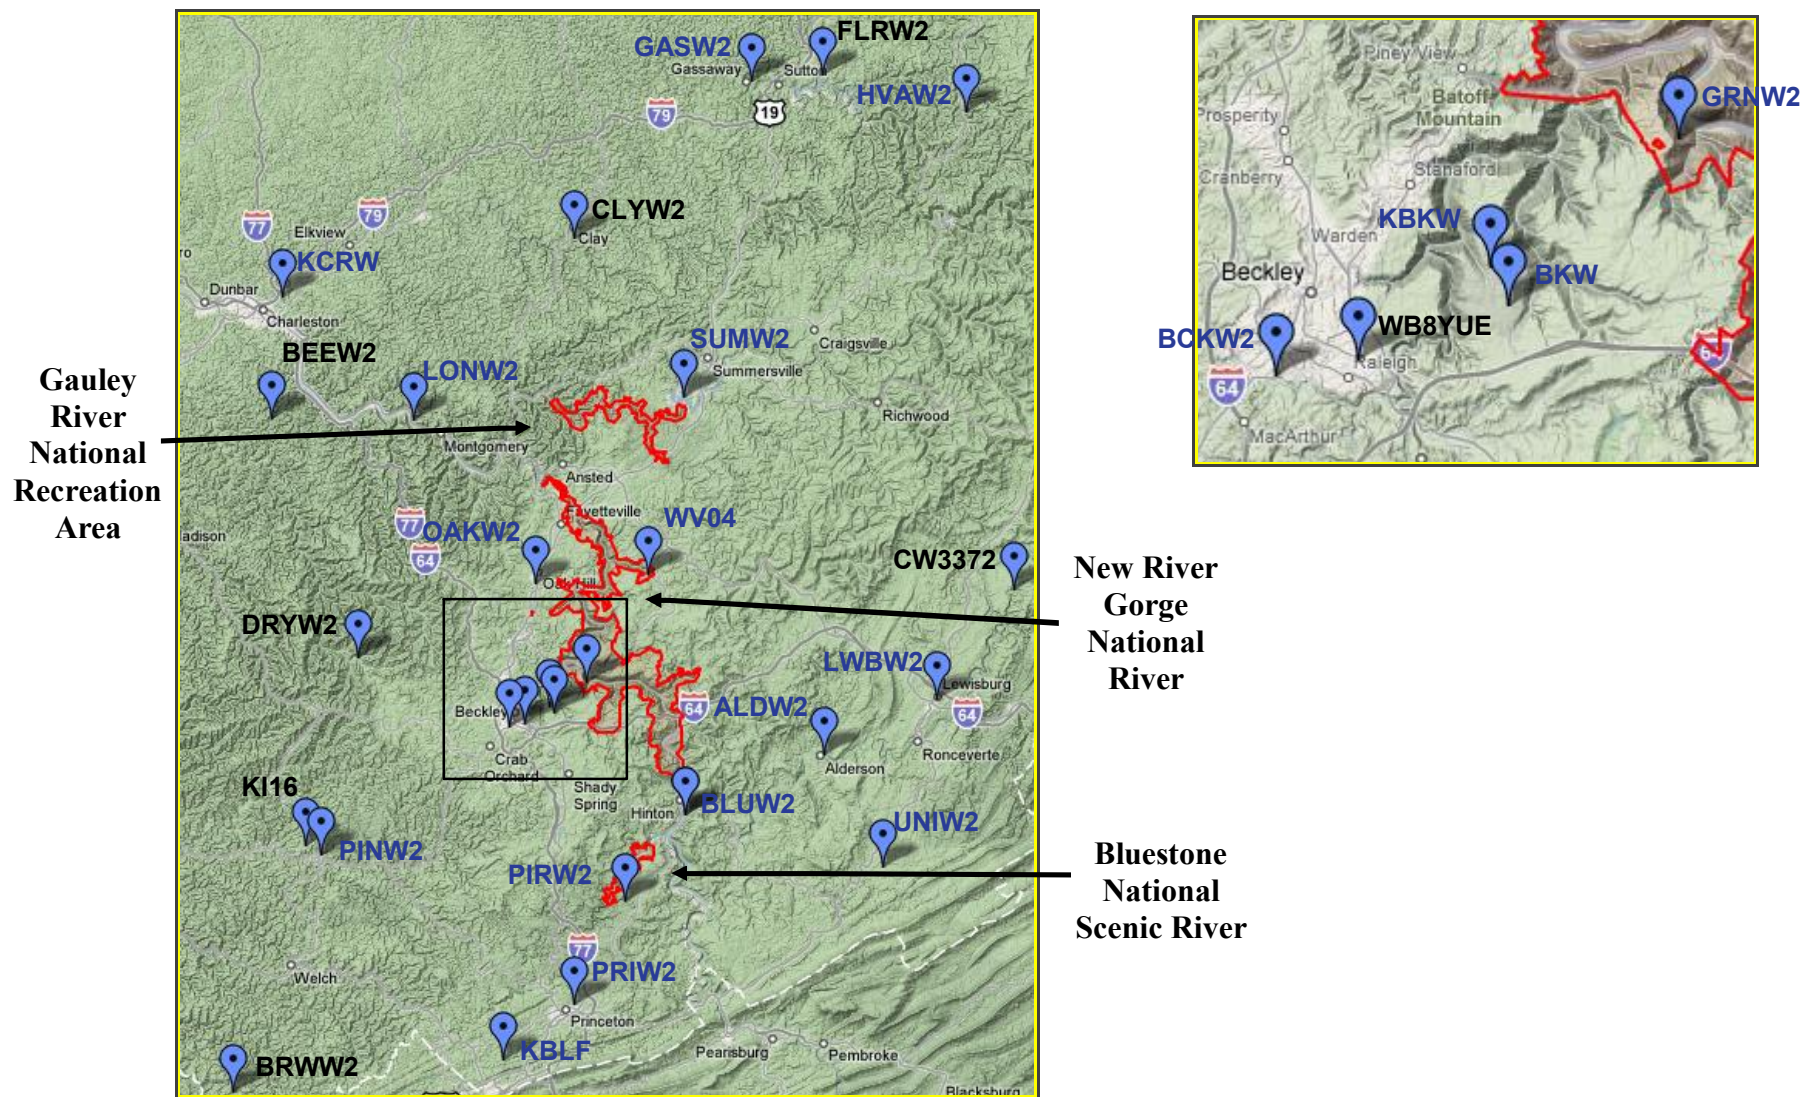 GASW2
FLRW2
Gassaway
Sutton
HVAW2
79
19
CLYW2
Clay
77
79
Elkview
KCRW
Dunbar
Charleston
BEEW2
LONW2
SUMW2
Craigsville
Summersville
Richwood
Montgomery
Ansted
Fayetteville
77
OAKW2
WV04
64
adison
CW3372
Oak Hill
DRYW2
LWBW2
Lewisburg
64
ALDW2
64
Beckley
Ronceverte
Alderson
Crab
Orchard
Shady
Spring
KI16
PINW2
Hinton
BLUW2
UNIW2
PIRW2
77
Welch
PRIW2
Princeton
KBLF
Pearisburg
Pembroke
BRWW2
Blacksburg
Gauley
River
National
Recreation
Area
New River
Gorge
National
River
Bluestone
National
Scenic River
Piney View
GRNW2
Batoff
Mountain
Prosperity
Stanaford
Cranberry
KBKW
Warden
Beckley
BKW
WB8YUE
BCKW2
Raleigh
64
64
MacArthur